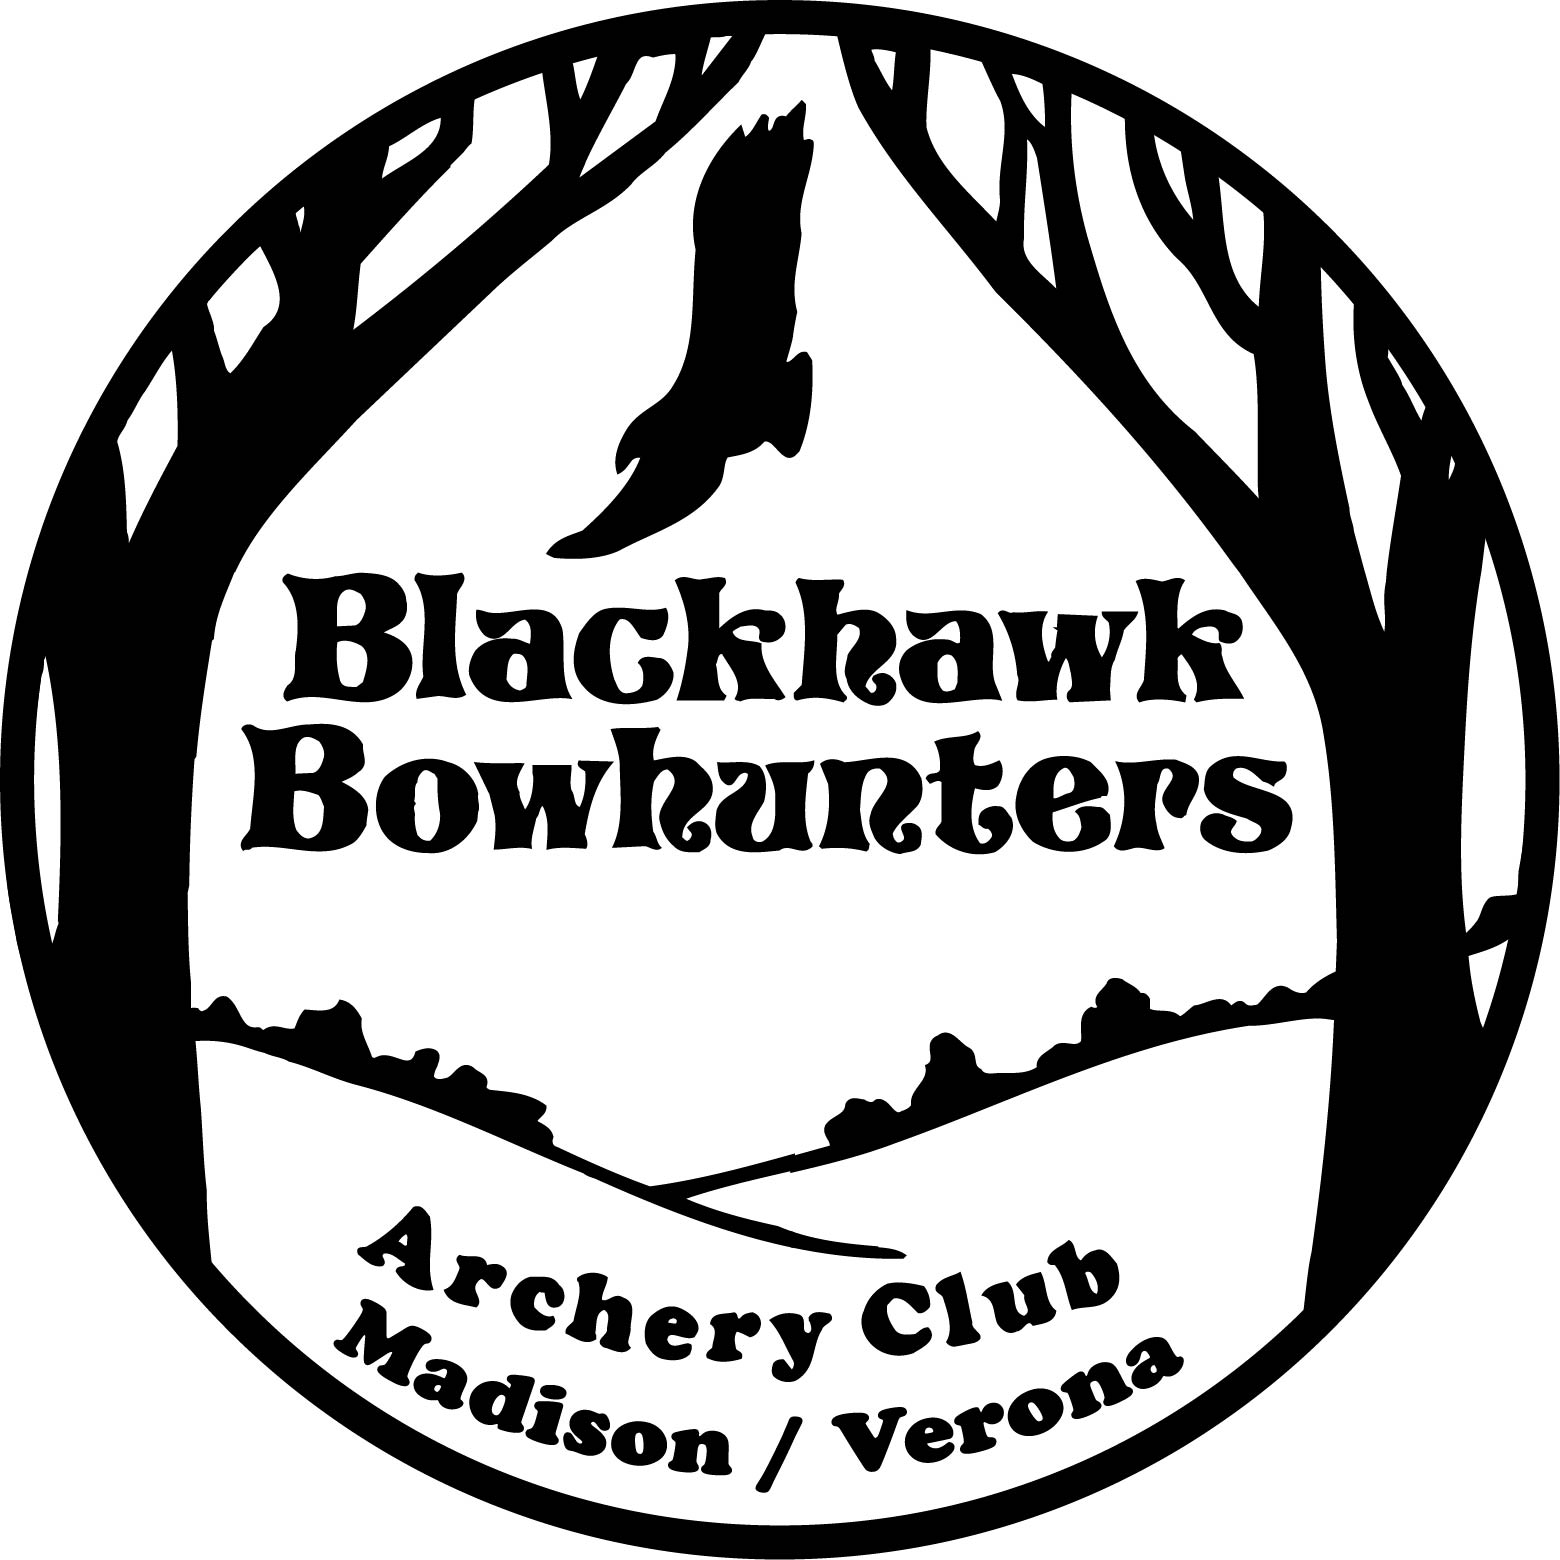 Blackhawk
Bowhunters
Archery Club
Madison / Verona